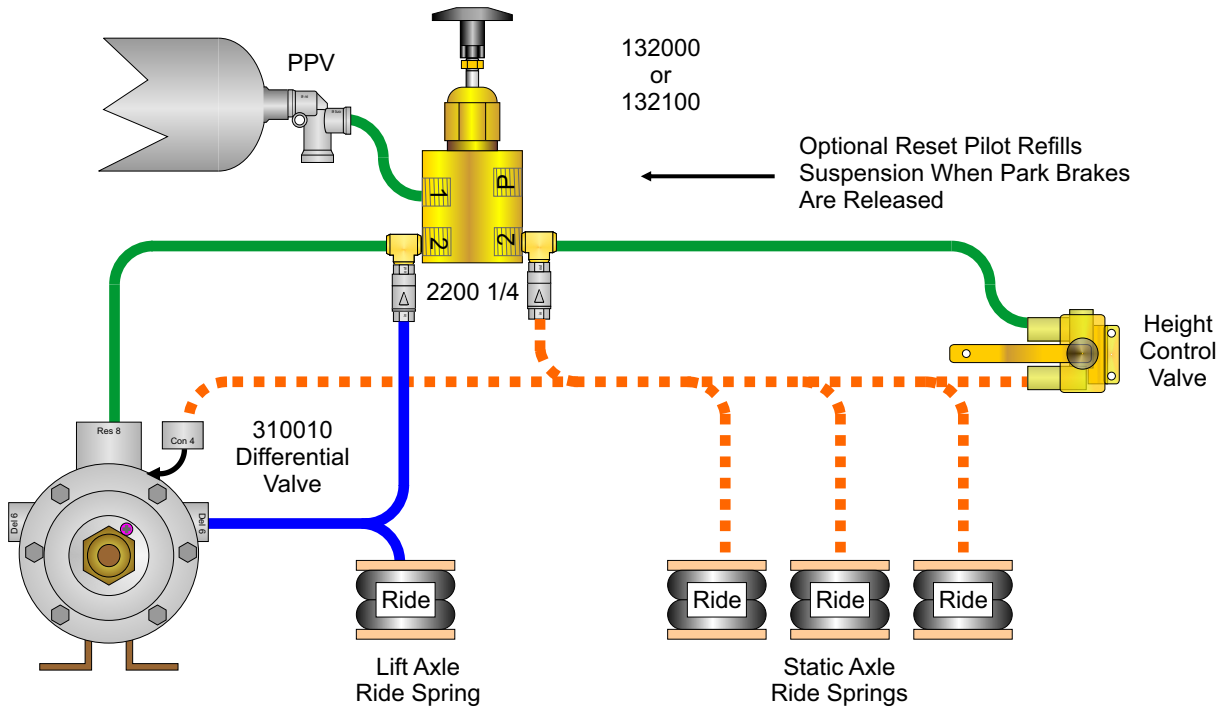 PPV
132000
or
132100
Optional Reset Pilot Refills
Suspension When Park Brakes
Are Released
1
P
2
2
2200 1/4
Height
Control
Valve
Res 8
Con 4
310010
Differential
Valve
Del 6
Del 6
Ride
Ride
Ride
Ride
Lift Axle
Ride Spring
Static Axle
Ride Springs